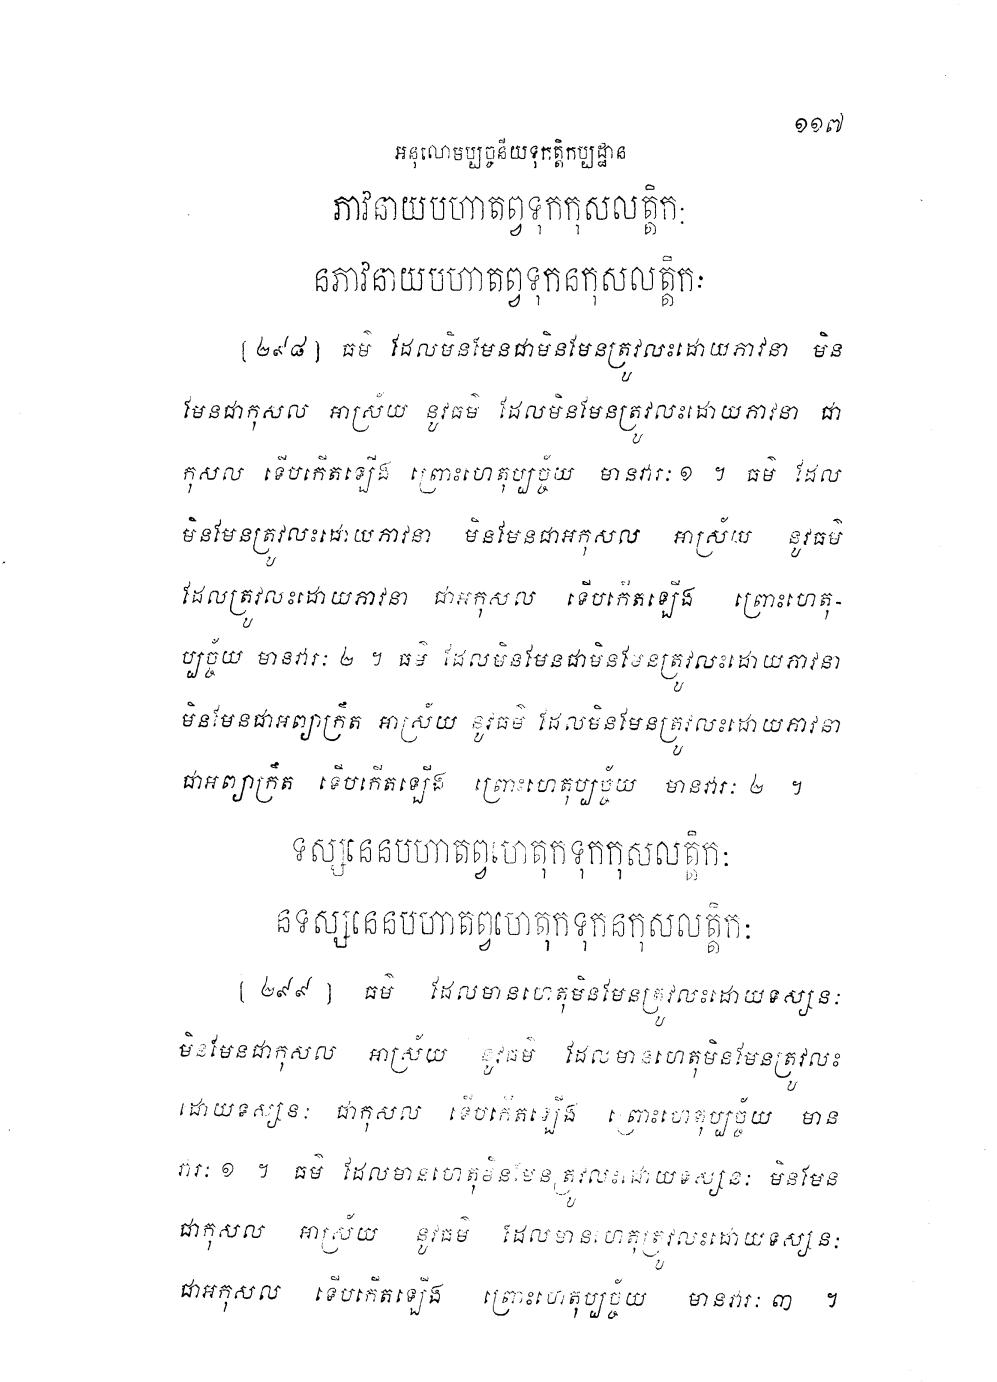 ១១៧
អនុលោមប្បច្ចនីយទុកត្តិកប្បដ្ឋាន
ភាវនាយបហាតព្វទុកកុសលត្តិកៈ
នភាវនាយបហាតព្វទុកនកុសលត្តិកៈ
[២៩៨] ធម៌ ដែលមិនមែនជាមិនមែនត្រូវលះដោយភាវនា មិន
មែនជាកុសល អាស្រ័យ នូវធម៌ ដែលមិនមែនត្រូវលះដោយភាវនា ជា
កុសល ទើបកើតឡើង ព្រោះហេតុប្បច្ច័យ មានវារៈ ១ ។ ធម៌ ដែល
មិនមែនត្រូវលះដោយភាវនា មិនមែនជាអកុសល អាស្រ័យ នូវធម៌
ដែលត្រូវលះដោយភាវនា ជាអកុសល ទើបកើតឡើង ព្រោះហេតុ-
ប្បច្ច័យ មានវារៈ ២ ។ ធម៌ ដែលមិនមែនជាមិនមែនត្រូវលះដោយភាវនា
មិនមែនជាអព្យាក្រឹត អាស្រ័យ នូវធម៌ ដែលមិនមែនត្រូវលះដោយភាវនា
ជាអព្យាក្រឹត ទើបកើតឡើង ព្រោះហេតុប្បច្ច័យ មានវារៈ ២ ។
ទស្សនេនបហាតព្វហេតុកទុកកុសលត្តិកៈ
នទស្សនេនបហាតព្វហេតុកទុកនកុសលត្តិកៈ
[២៩៩] ធម៌ ដែលមានហេតុមិនមែនត្រូវលះដោយទស្សនៈ
មិនមែនជាកុសល អាស្រ័យ នូវធម៌ ដែលមានហេតុមិនមែនត្រូវលះ
ដោយទស្សនៈ ជាកុសល ទើបកើតឡើង ព្រោះហេតុប្បច្ច័យ មាន
វារៈ ១ ។ ធម៌ ដែលមានហេតុមិនមែនត្រូវលះដោយទស្សនៈ មិនមែន
ជាកុសល អាស្រ័យ នូវធម៌ ដែលមានហេតុត្រូវលះដោយទស្សនៈ
ជាអកុសល ទើបកើតឡើង ព្រោះហេតុប្បច្ច័យ មានវារៈ ៣ ។